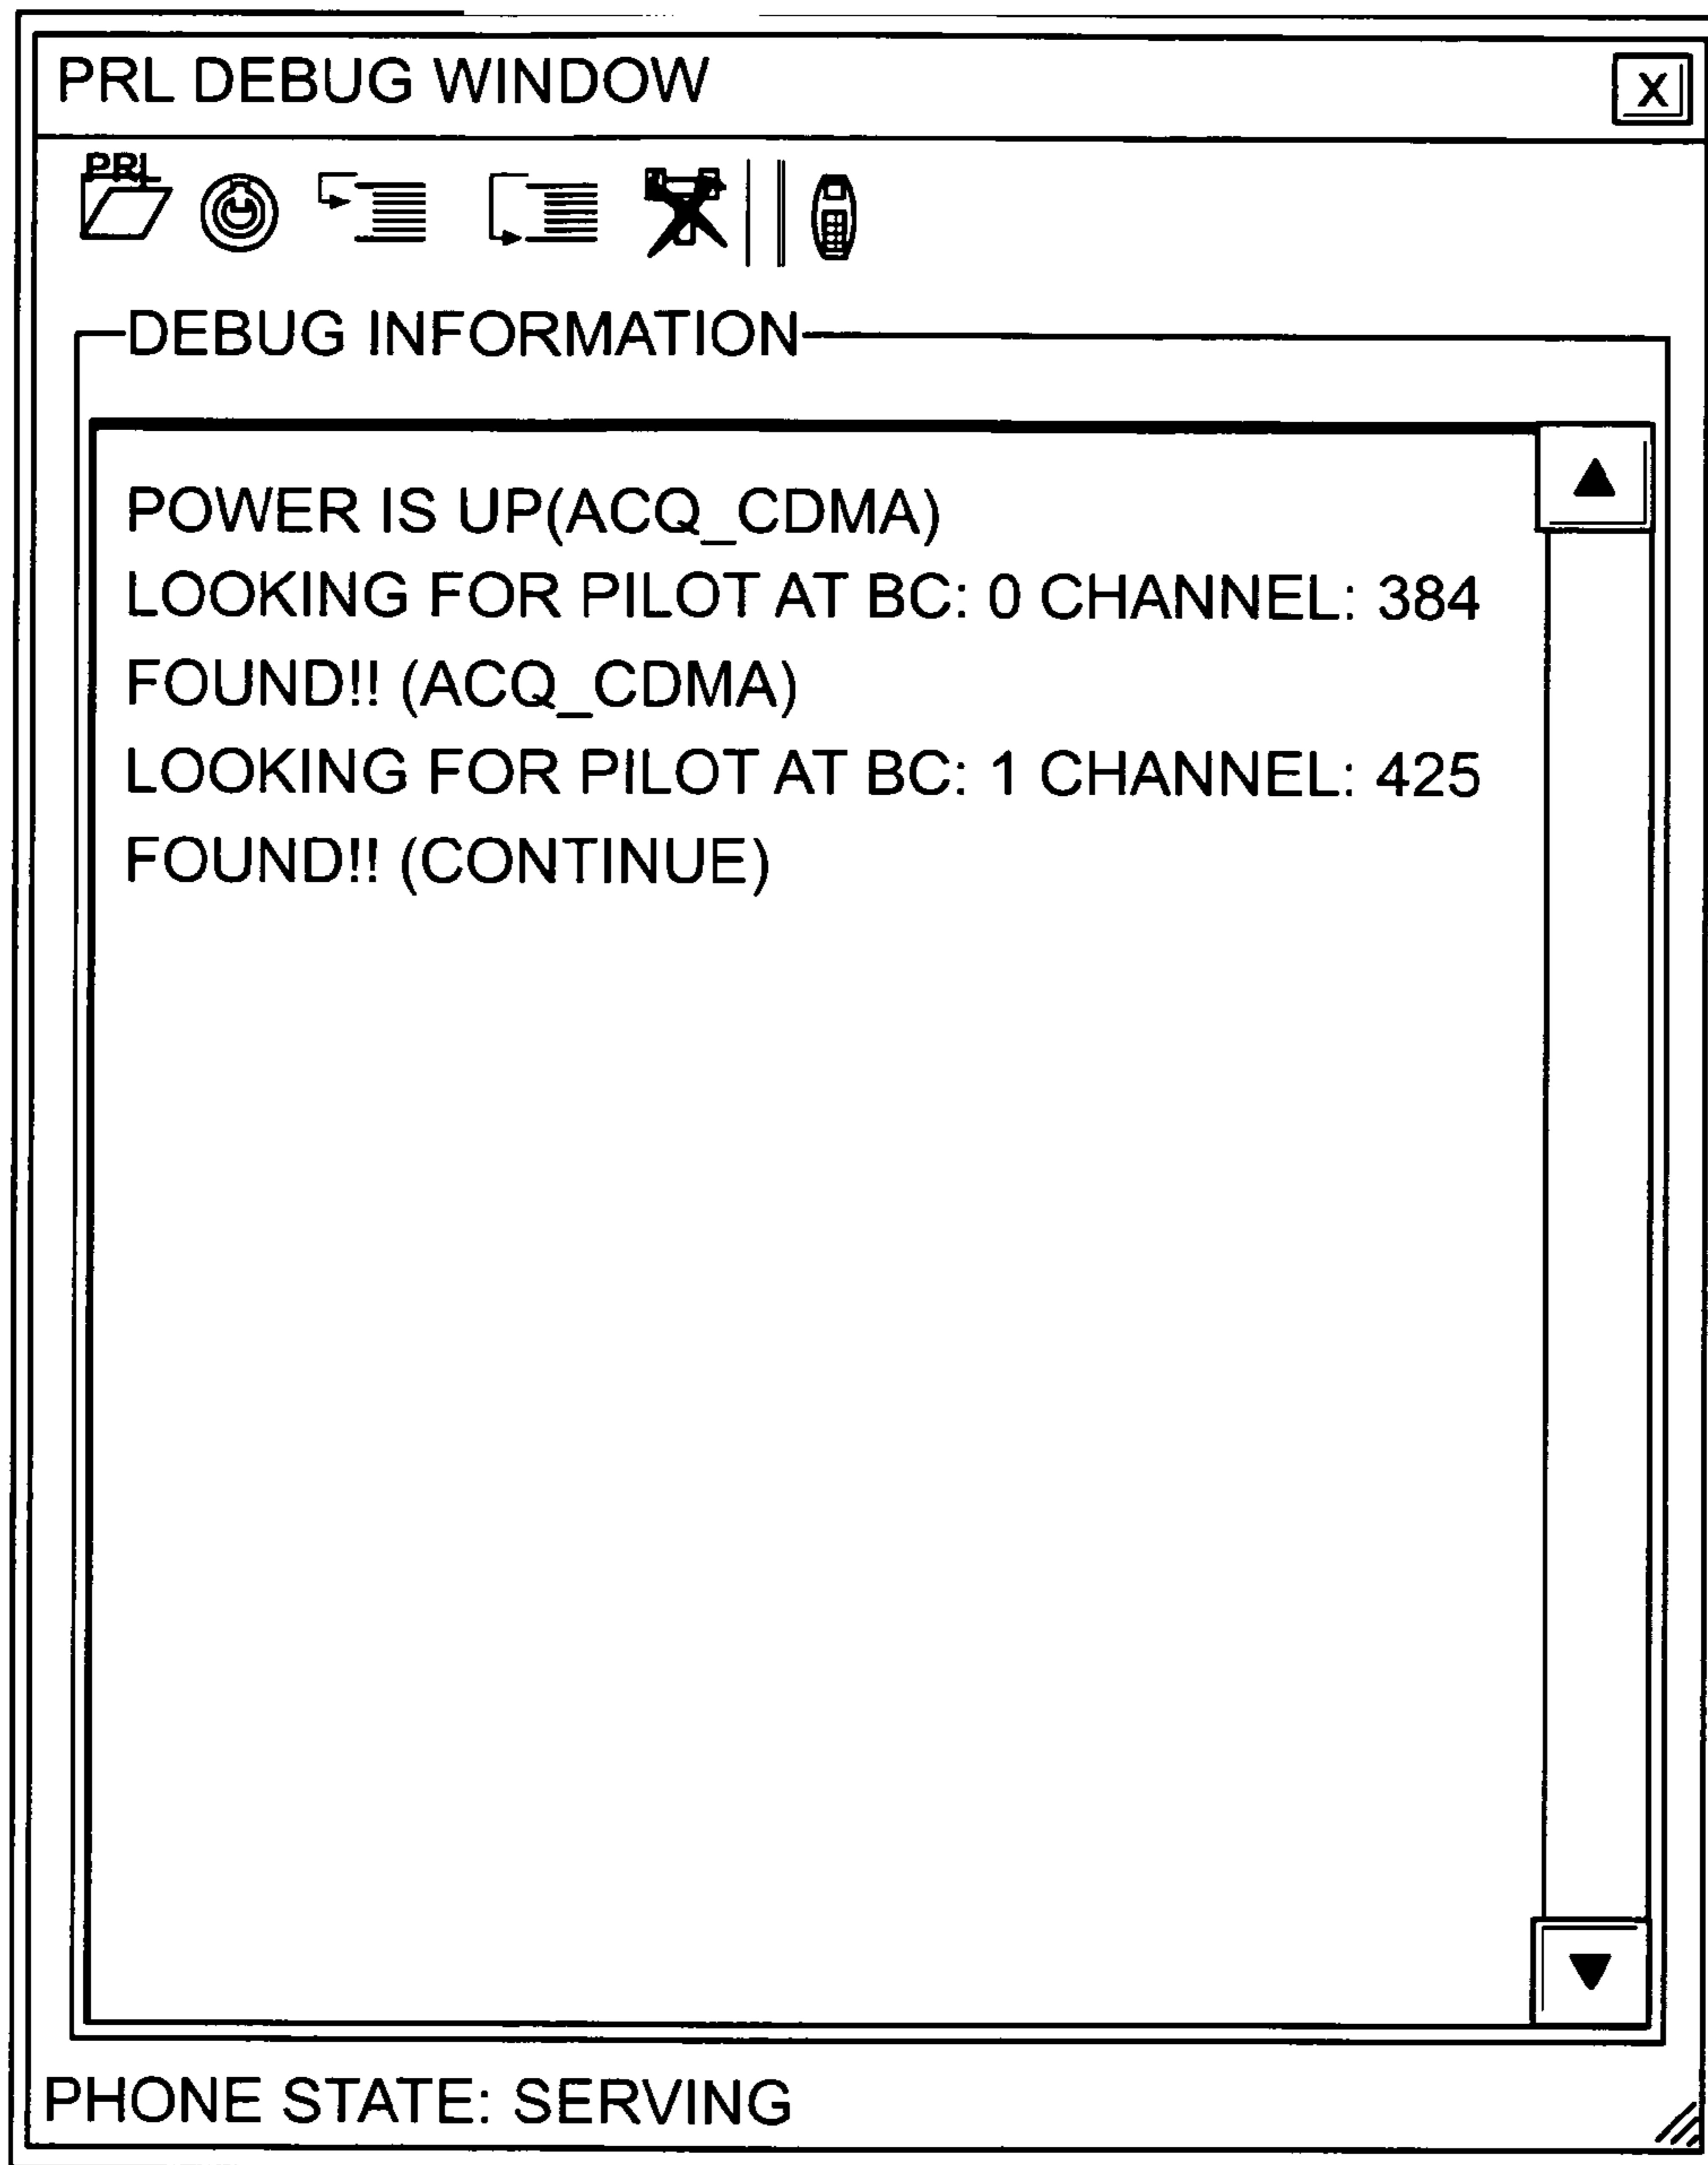 PRL DEBUG WINDOW
X
PRL
DEBUG INFORMATION
POWER IS UP(ACQ_CDMA)
LOOKING FOR PILOT AT BC: 0 CHANNEL: 384
FOUND!! (ACQ_CDMA)
LOOKING FOR PILOT AT BC: 1 CHANNEL: 425
FOUND!! (CONTINUE)
PHONE STATE: SERVING